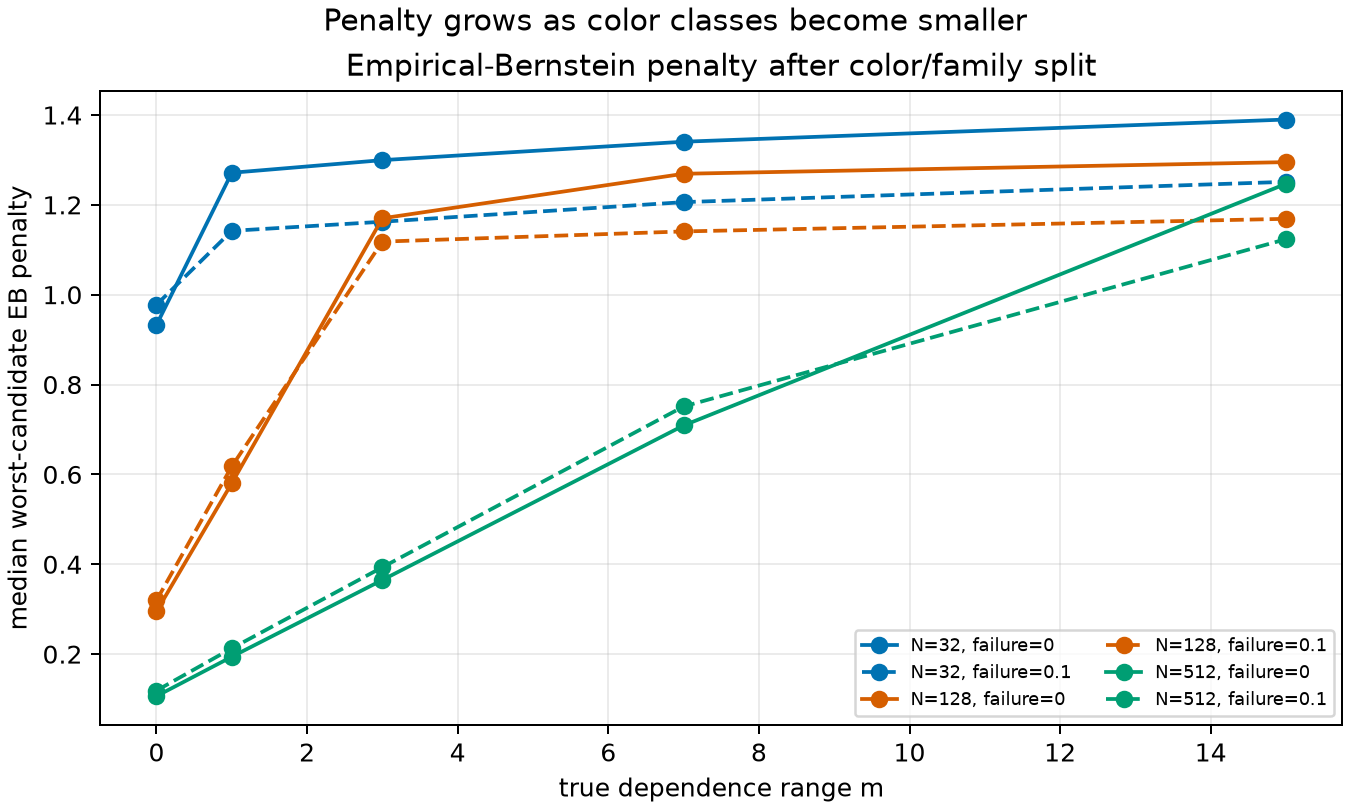 Penalty grows as color classes become smaller
Empirical-Bernstein penalty after color/family split
median worst-candidate EB penalty
1.4
1.2
1.0
0.8
0.6
0.4
0.2
0 2 4 6 8 10 12 14
true dependence range m
N=32, failure=0
N=32, failure=0.1
N=128, failure=0
N=128, failure=0.1
N=512, failure=0
N=512, failure=0.1